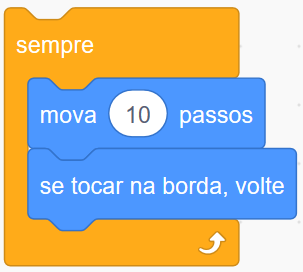 sempre
mova 10 passos
se tocar na borda, volte